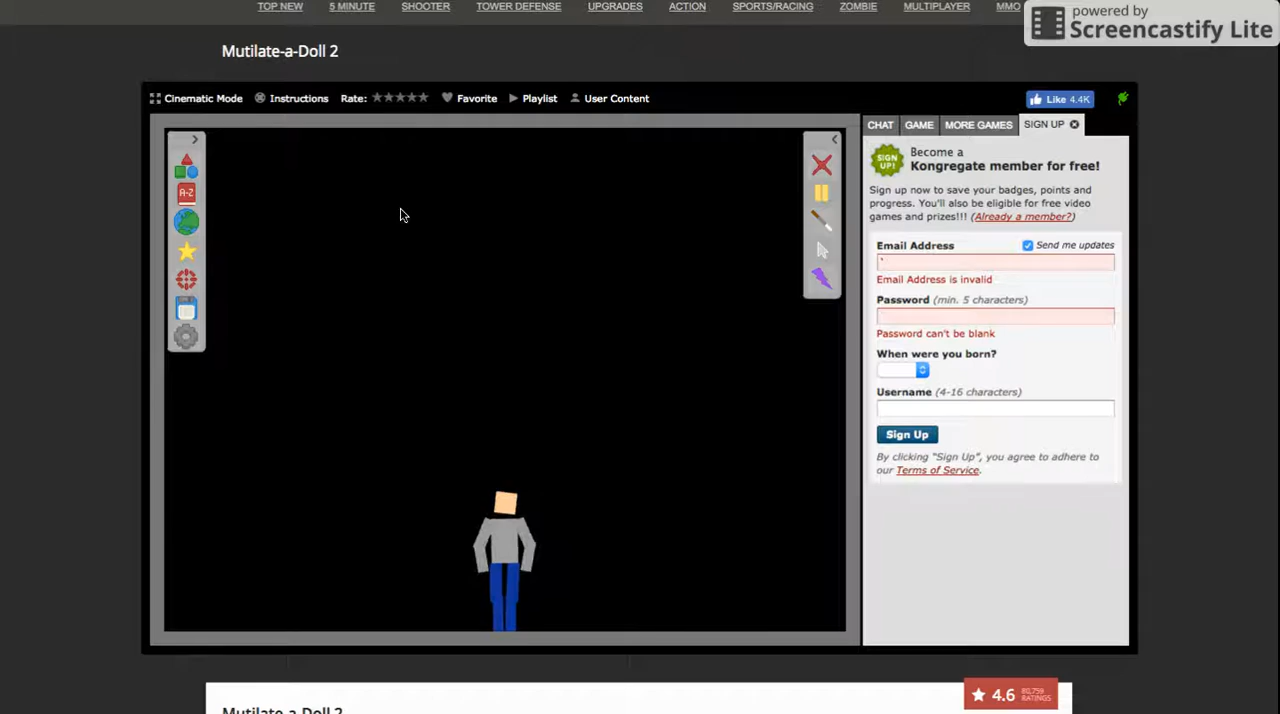 TOP NEW 5 MINUTE SHOOTER TOWER DEFENSE UPGRADES ACTION SPORTS/RACING ZOMBIE MULTIPLAYER MMO
powered by
Screencastify Lite
Mutilate-a-Doll 2
Cinematic Mode Instructions Rate: Favorite Playlist User Content
Like 4.4K
CHAT GAME MORE GAMES SIGN UP
A-Z
SIGN UP!
Become a
Kongregate member for free!
Sign up now to save your badges, points and
progress. You'll also be eligible for free video
games and prizes!!! (Already a member?)
Email Address Send me updates
`
Email Address is invalid
Password (min. 5 characters)
Password can't be blank
When were you born?
Username (4-16 characters)
Sign Up
By clicking "Sign Up", you agree to adhere to
our Terms of Service.
Mutilate-a-Doll 2
4.6 80,759 RATINGS